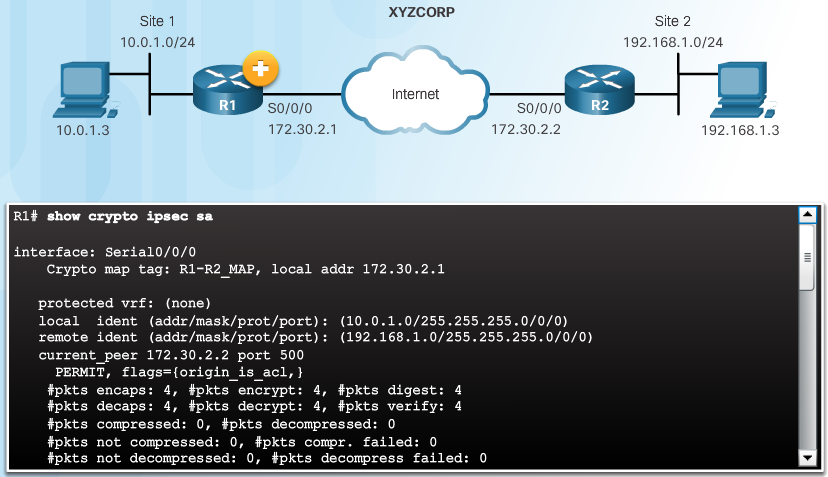 XYZCORP
Site 1
10.0.1.0/24
Site 2
192.168.1.0/24
R1
Internet
R2
S0/0/0
172.30.2.1
S0/0/0
172.30.2.2
10.0.1.3
192.168.1.3
R1# show crypto ipsec sa
interface: Serial0/0/0
Crypto map tag: R1-R2_MAP, local addr 172.30.2.1
protected vrf: (none)
local ident (addr/mask/prot/port): (10.0.1.0/255.255.255.0/0/0)
remote ident (addr/mask/prot/port): (192.168.1.0/255.255.255.0/0/0)
current_peer 172.30.2.2 port 500
PERMIT, flags={origin_is_acl,}
#pkts encaps: 4, #pkts encrypt: 4, #pkts digest: 4
#pkts decaps: 4, #pkts decrypt: 4, #pkts verify: 4
#pkts compressed: 0, #pkts decompressed: 0
#pkts not compressed: 0, #pkts compr. failed: 0
#pkts not decompressed: 0, #pkts decompress failed: 0